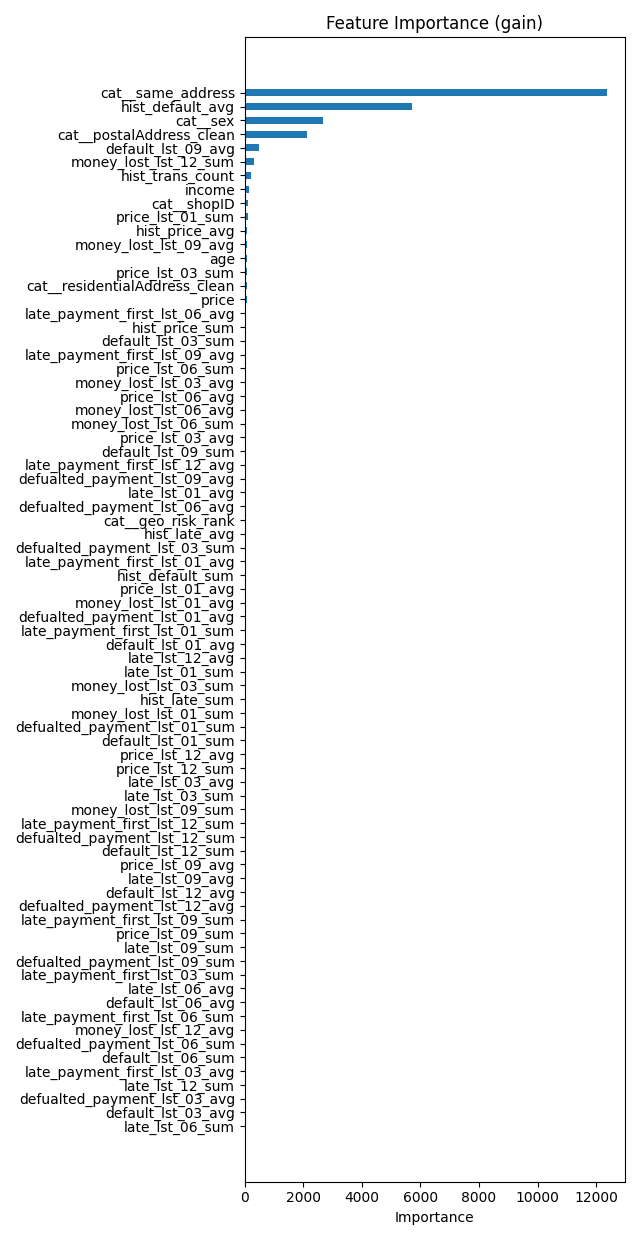 Feature Importance (gain)
cat__same_address
hist_default_avg
cat__sex
cat__postalAddress_clean
default_lst_09_avg
money_lost_lst_12_sum
hist_trans_count
income
cat__shopID
price_lst_01_sum
hist_price_avg
money_lost_lst_09_avg
age
price_lst_03_sum
cat__residentialAddress_clean
price
late_payment_first_lst_06_avg
hist_price_sum
default_lst_03_sum
late_payment_first_lst_09_avg
price_lst_06_sum
money_lost_lst_03_avg
price_lst_06_avg
money_lost_lst_06_avg
money_lost_lst_06_sum
price_lst_03_avg
default_lst_09_sum
late_payment_first_lst_12_avg
defualted_payment_lst_09_avg
late_lst_01_avg
defualted_payment_lst_06_avg
cat__geo_risk_rank
hist_late_avg
defualted_payment_lst_03_sum
late_payment_first_lst_01_avg
hist_default_sum
price_lst_01_avg
money_lost_lst_01_avg
defualted_payment_lst_01_avg
late_payment_first_lst_01_sum
default_lst_01_avg
late_lst_12_avg
late_lst_01_sum
money_lost_lst_03_sum
hist_late_sum
money_lost_lst_01_sum
defualted_payment_lst_01_sum
default_lst_01_sum
price_lst_12_avg
price_lst_12_sum
late_lst_03_avg
late_lst_03_sum
money_lost_lst_09_sum
late_payment_first_lst_12_sum
defualted_payment_lst_12_sum
default_lst_12_sum
price_lst_09_avg
late_lst_09_avg
default_lst_12_avg
defualted_payment_lst_12_avg
late_payment_first_lst_09_sum
price_lst_09_sum
late_lst_09_sum
defualted_payment_lst_09_sum
late_payment_first_lst_03_sum
late_lst_06_avg
default_lst_06_avg
late_payment_first_lst_06_sum
money_lost_lst_12_avg
defualted_payment_lst_06_sum
default_lst_06_sum
late_payment_first_lst_03_avg
late_lst_12_sum
defualted_payment_lst_03_avg
default_lst_03_avg
late_lst_06_sum
0 2000 4000 6000 8000 10000 12000
Importance